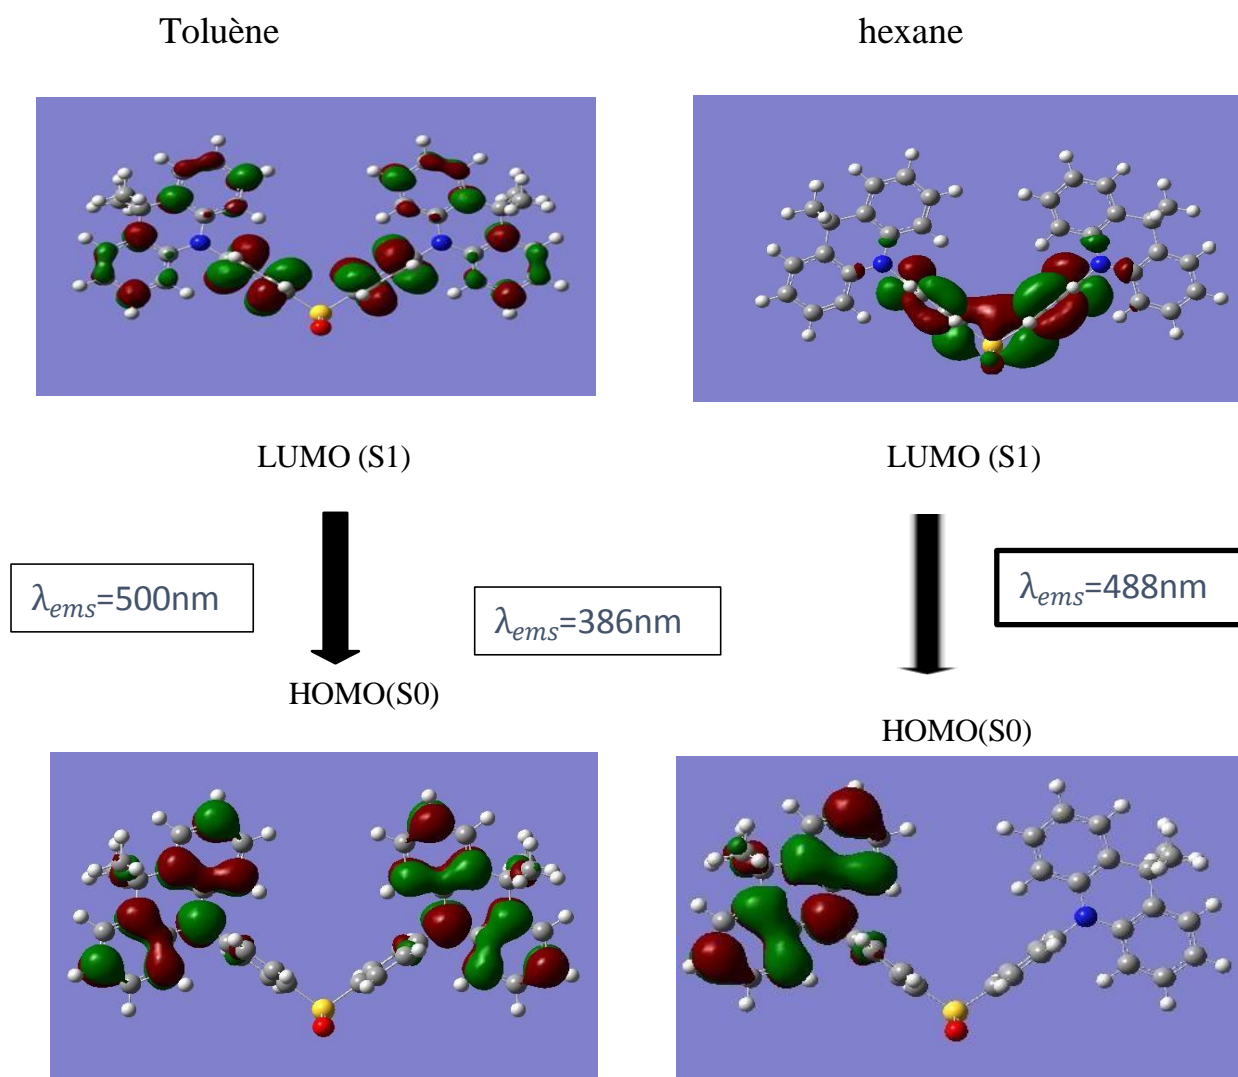 Toluène
hexane
LUMO (S1)
LUMO (S1)
λems=500nm
λems=386nm
λems=488nm
HOMO(S0)
HOMO(S0)